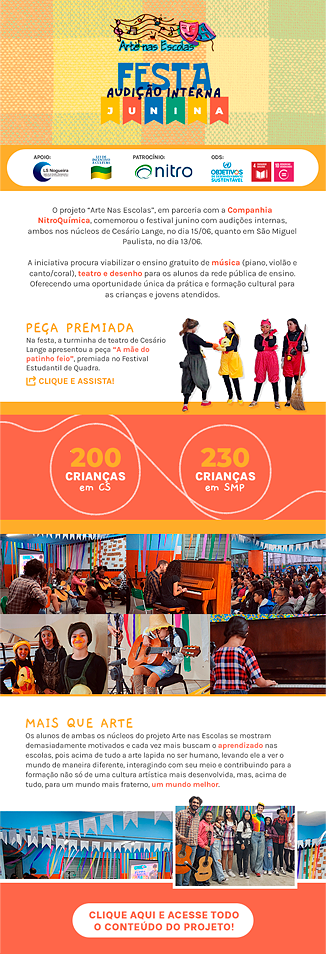 Arte nas Escolas
FESTA
AUDIÇÃO INTERNA
JUNINA
APOIO:
PATROCÍNIO:
ODS:
LS Nogueira
nitro
OBJETIVOS
SUSTENTÁVEL
O projeto “Arte Nas Escolas”, em parceria com a Companhia
NitroQuímica, comemorou o festival junino com audições internas,
ambos nos núcleos de Cesário Lange, no dia 15/06, quanto em São Miguel
Paulista, no dia 13/06.
A iniciativa procura viabilizar o ensino gratuito de música (piano, violão e
canto/coral), teatro e desenho para os alunos da rede pública de ensino.
Oferecendo uma oportunidade única da prática e formação cultural para
as crianças e jovens atendidos.
PEÇA PREMIADA
Na festa, a turminha de teatro de Cesário
Lange apresentou a peça “A mãe do
patinho feio”, premiada no Festival
Estudantil de Quadra.
CLIQUE E ASSISTA!
200
CRIANÇAS
em CS
230
CRIANÇAS
em SMP
MAIS QUE ARTE
Os alunos de ambos os núcleos do projeto Arte nas Escolas se mostram
demasiadamente motivados e cada vez mais buscam o aprendizado nas
escolas, pois acima de tudo a arte lapida no ser humano, levando ele a ver o
mundo de maneira diferente, interagindo com seu meio e contribuindo para a
formação não só de uma cultura artística mais desenvolvida, mas, acima de
tudo, para um mundo mais fraterno, um mundo melhor.
CLIQUE AQUI E ACESSE TODO
O CONTEÚDO DO PROJETO!